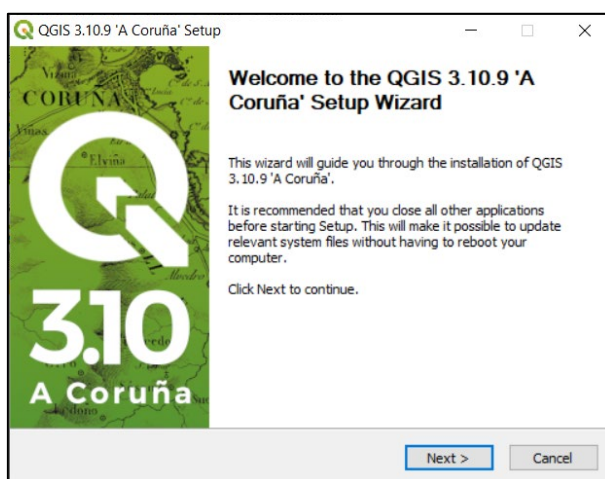 QGIS 3.10.9 'A Coruña' Setup
CORUÑA
Elviña
3.10
A Coruña
Welcome to the QGIS 3.10.9 'A
Coruña' Setup Wizard
This wizard will guide you through the installation of QGIS
3.10.9 'A Coruña'.
It is recommended that you close all other applications
before starting Setup. This will make it possible to update
relevant system files without having to reboot your
computer.
Click Next to continue.
Next >
Cancel